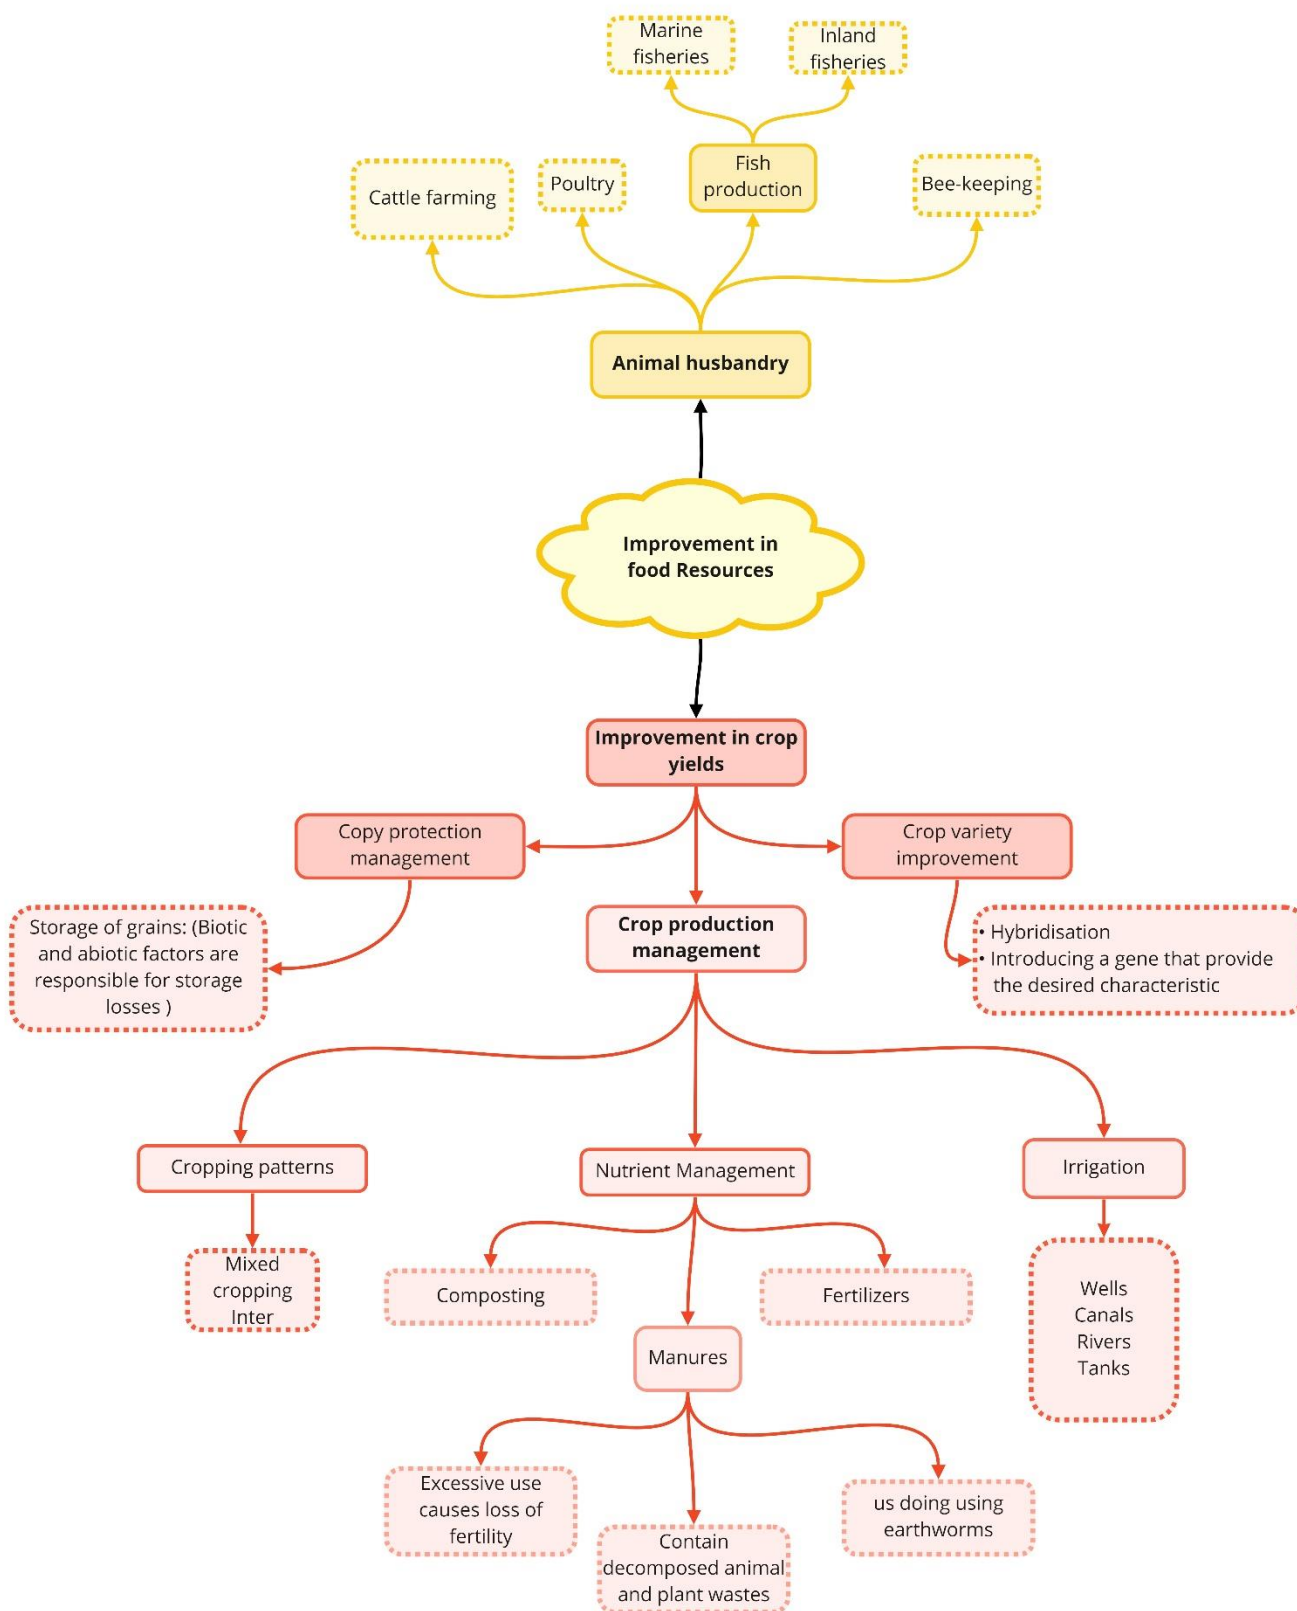 Marine
fisheries
Inland
fisheries
Cattle farming
Poultry
Fish
production
Bee-keeping
Animal husbandry
Improvement in
food Resources
Improvement in crop
yields
Copy protection
management
Crop variety
improvement
Storage of grains: (Biotic
and abiotic factors are
responsible for storage
losses )
Crop production
management
• Hybridisation
• Introducing a gene that provide
the desired characteristic
Cropping patterns
Nutrient Management
Irrigation
Mixed
cropping
Inter
Composting
Fertilizers
Wells
Canals
Rivers
Tanks
Manures
Excessive use
causes loss of
fertility
Contain
decomposed animal
and plant wastes
us doing using
earthworms